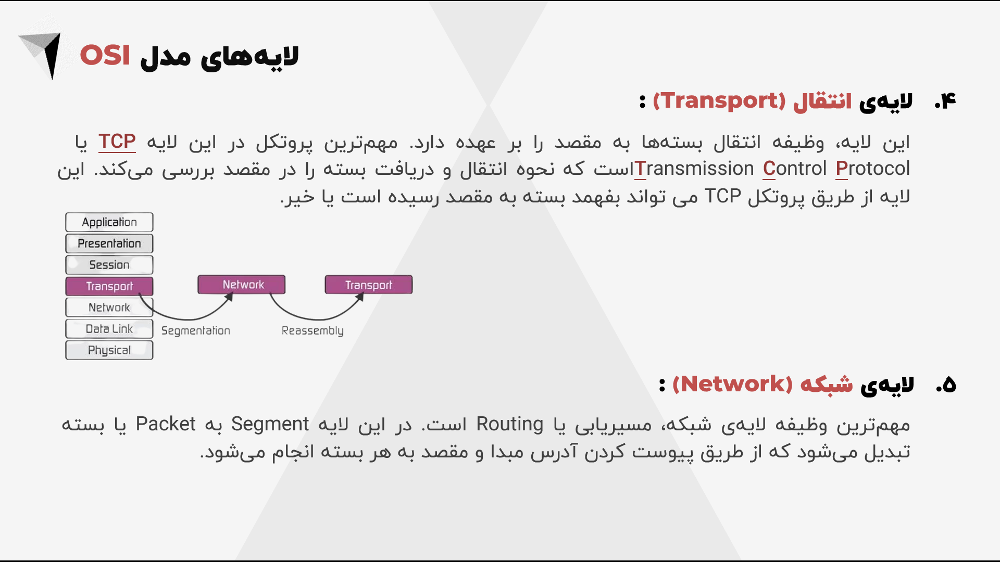 لایه‌های مدل OSI
۴. لایه‌ی انتقال (Transport) :
این لایه، وظیفه انتقال بسته‌ها به مقصد را بر عهده دارد. مهم‌ترین پروتکل در این لایه TCP یا
Transmission Control Protocol است که نحوه انتقال و دریافت بسته را در مقصد بررسی می‌کند. این
لایه از طریق پروتکل TCP می تواند بفهمد بسته به مقصد رسیده است یا خیر.
Application
Presentation
Session
Transport
Network
Data Link
Physical
Network
Transport
Segmentation
Reassembly
۵. لایه‌ی شبکه (Network) :
مهم‌ترین وظیفه لایه‌ی شبکه، مسیریابی یا Routing است. در این لایه Segment به Packet یا بسته
تبدیل می‌شود که از طریق پیوست کردن آدرس مبدا و مقصد به هر بسته انجام می‌شود.